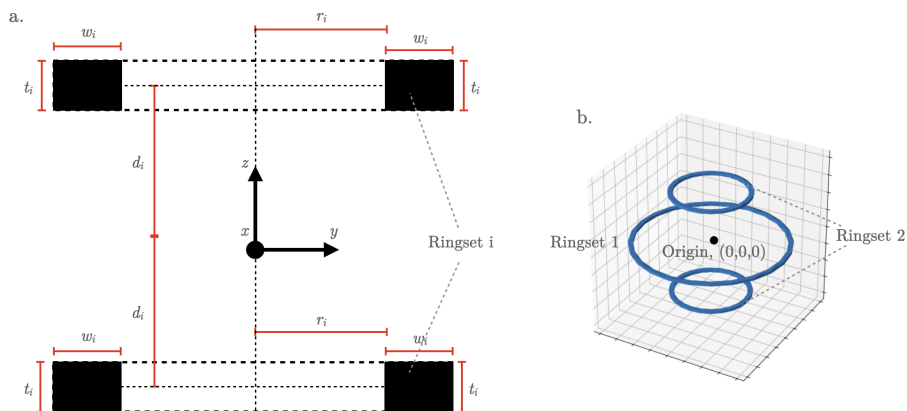 a.
r_i
w_i
w_i
t_i
t_i
b.
d_i
z
x
y
Ringset i
Ringset 1
Ringset 2
Origin, (0,0,0)
d_i
r_i
w_i
w_i
t_i
t_i